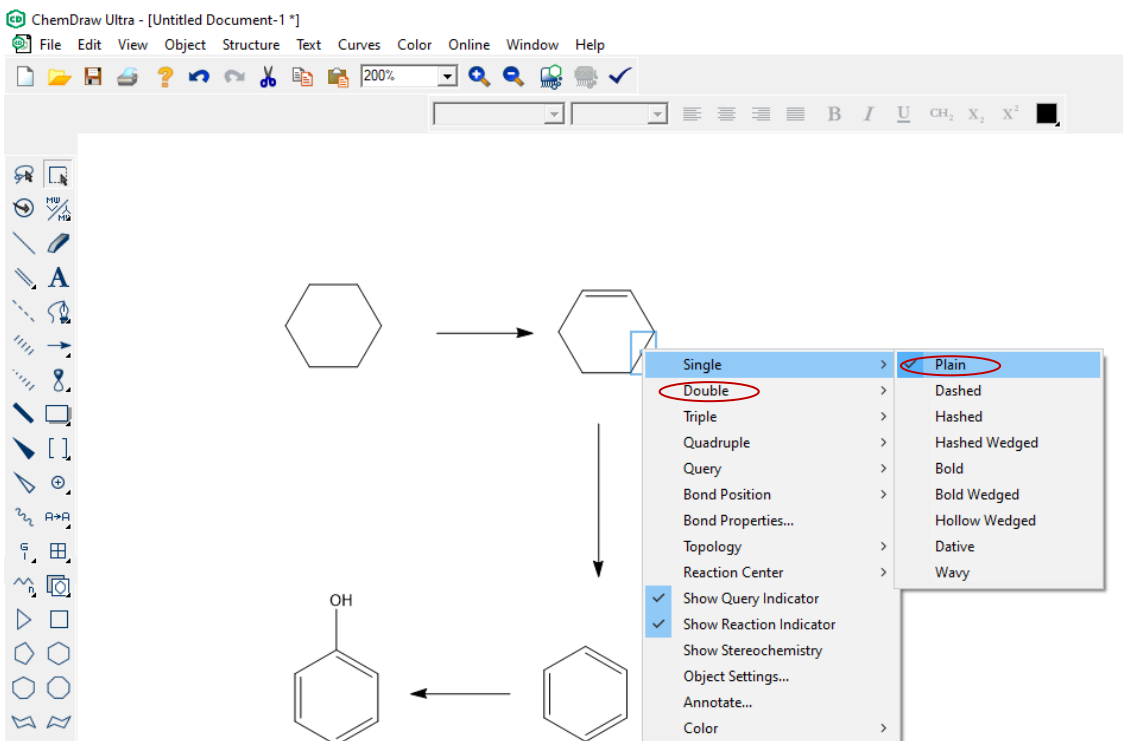 ChemDraw Ultra - [Untitled Document-1 *]
File Edit View Object Structure Text Curves Color Online Window Help
200%
B I U CH₂ X₂ X²
MW
A
A
OH
Single
Double
Triple
Quadruple
Query
Bond Position
Bond Properties...
Topology
Reaction Center
Show Query Indicator
Show Reaction Indicator
Show Stereochemistry
Object Settings...
Annotate...
Color
Plain
Dashed
Hashed
Hashed Wedged
Bold
Bold Wedged
Hollow Wedged
Dative
Wavy